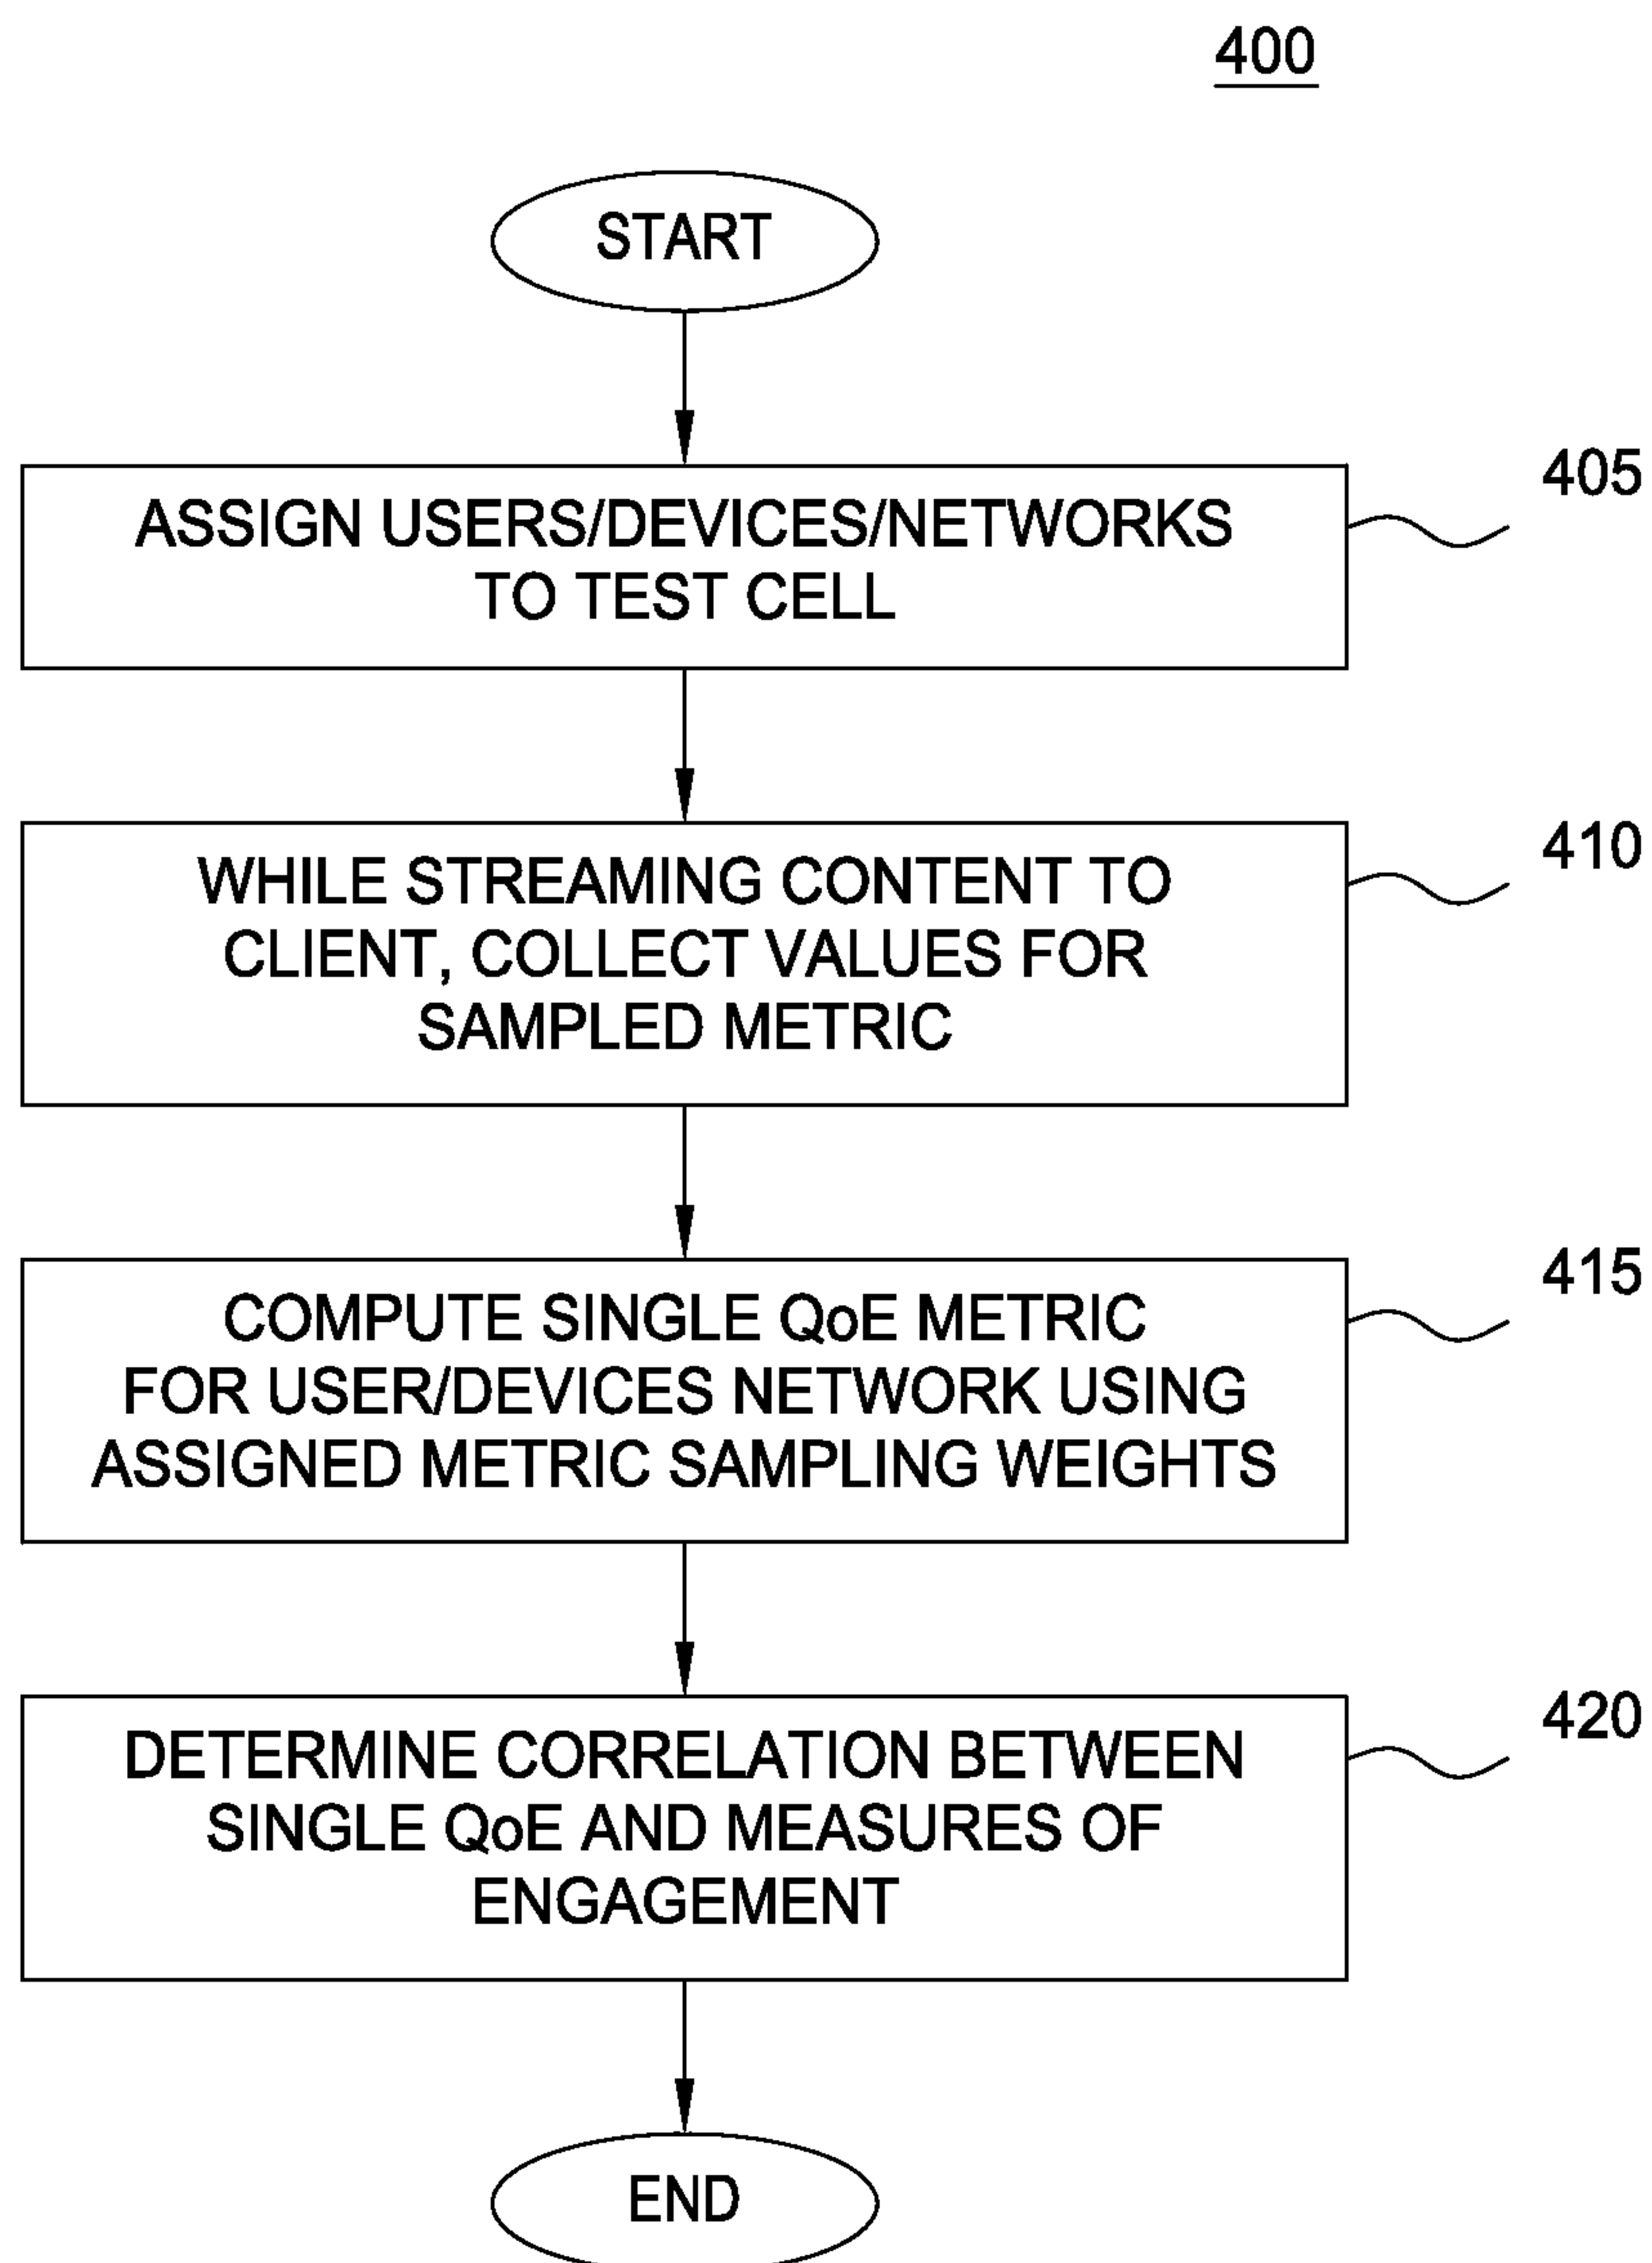 400
START
ASSIGN USERS/DEVICES/NETWORKS
TO TEST CELL
405
WHILE STREAMING CONTENT TO
CLIENT, COLLECT VALUES FOR
SAMPLED METRIC
410
COMPUTE SINGLE QoE METRIC
FOR USER/DEVICES NETWORK USING
ASSIGNED METRIC SAMPLING WEIGHTS
415
DETERMINE CORRELATION BETWEEN
SINGLE QoE AND MEASURES OF
ENGAGEMENT
420
END